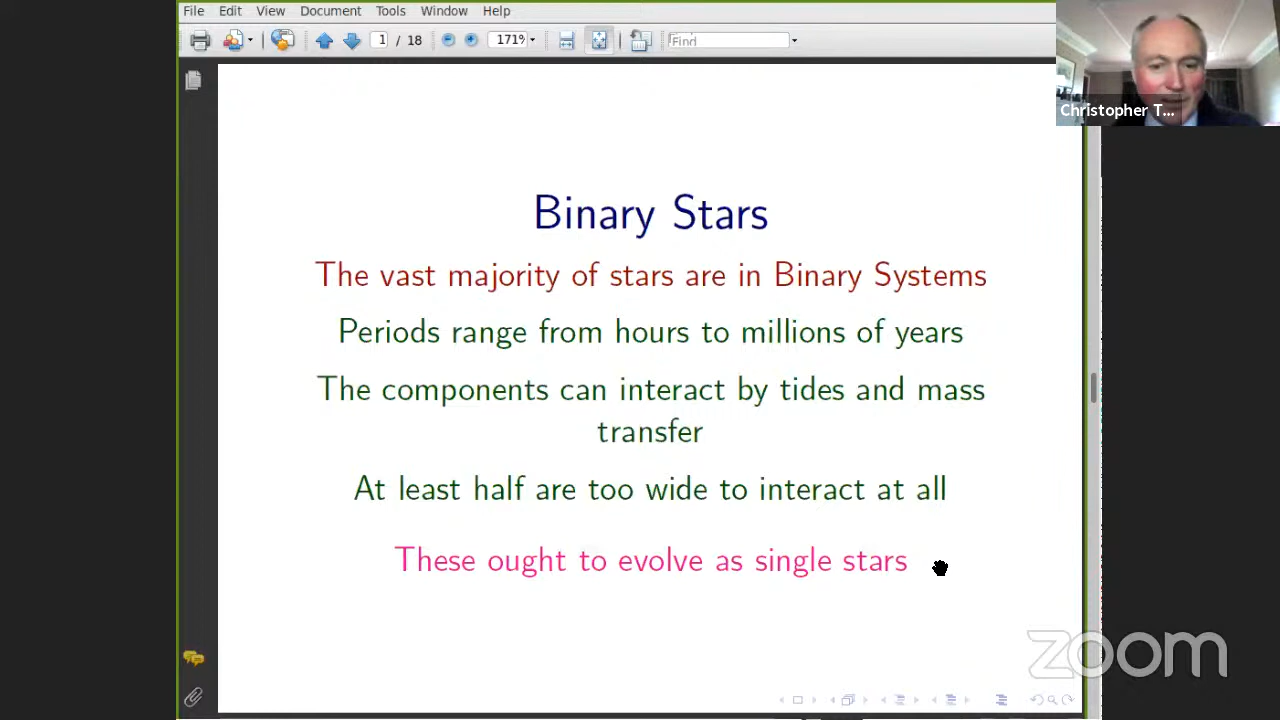 File Edit View Document Tools Window Help
1 / 18 171% Find
Christopher T...
Binary Stars
The vast majority of stars are in Binary Systems
Periods range from hours to millions of years
The components can interact by tides and mass
transfer
At least half are too wide to interact at all
These ought to evolve as single stars
zoom